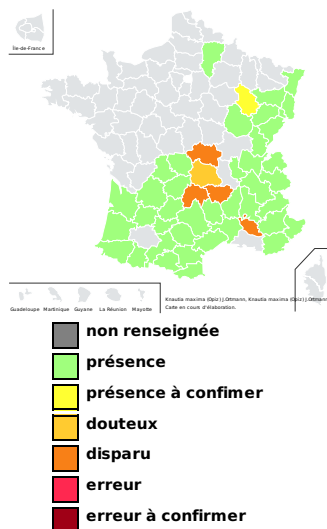 Île-de-France
Guadeloupe Martinique Guyane La Réunion Mayotte
Knautia maxima (Opiz) J.Ortmann, Knautia maxima (Opiz) J.Ortmann
Carte en cours d'élaboration.
non renseignée
présence
présence à confimer
douteux
disparu
erreur
erreur à confirmer